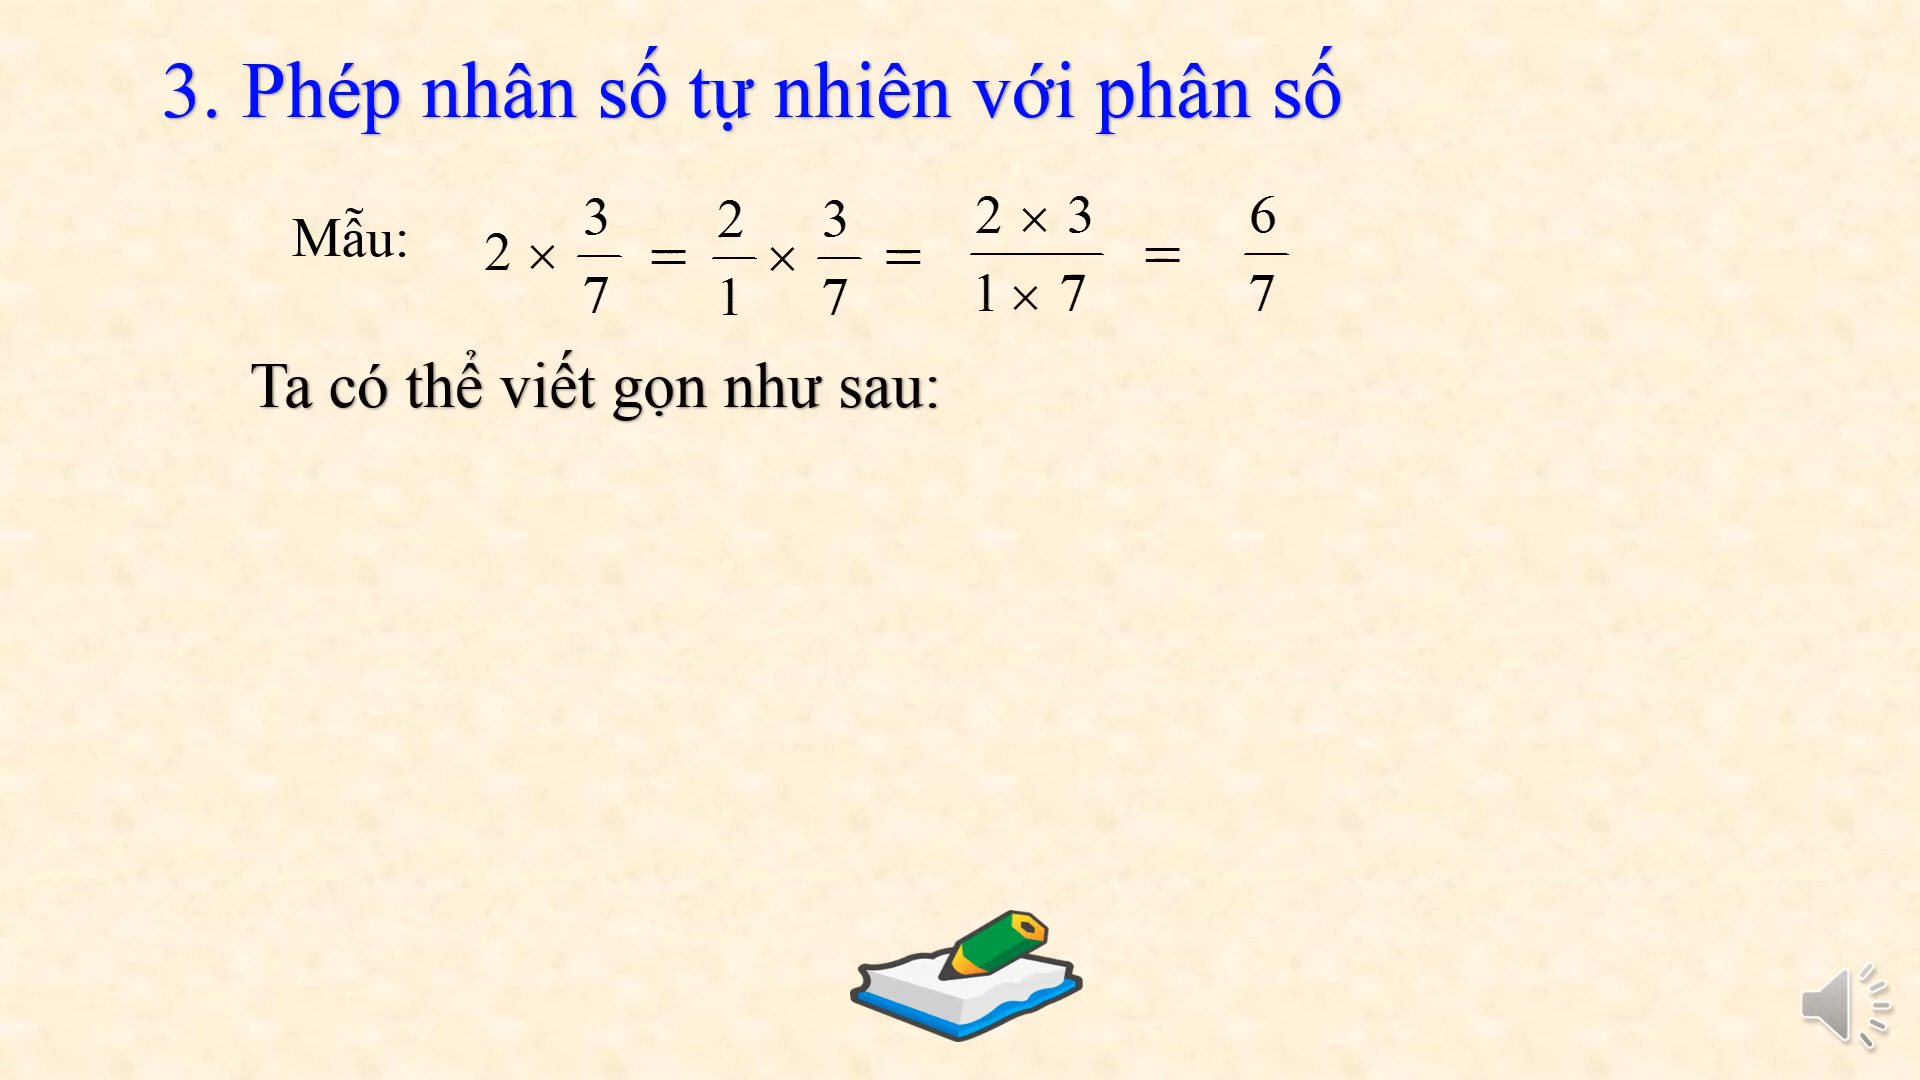 3. Phép nhân số tự nhiên với phân số
Mẫu: 2 × 3/7 = 2/1 × 3/7 = (2 × 3)/(1 × 7) = 6/7
Ta có thể viết gọn như sau: